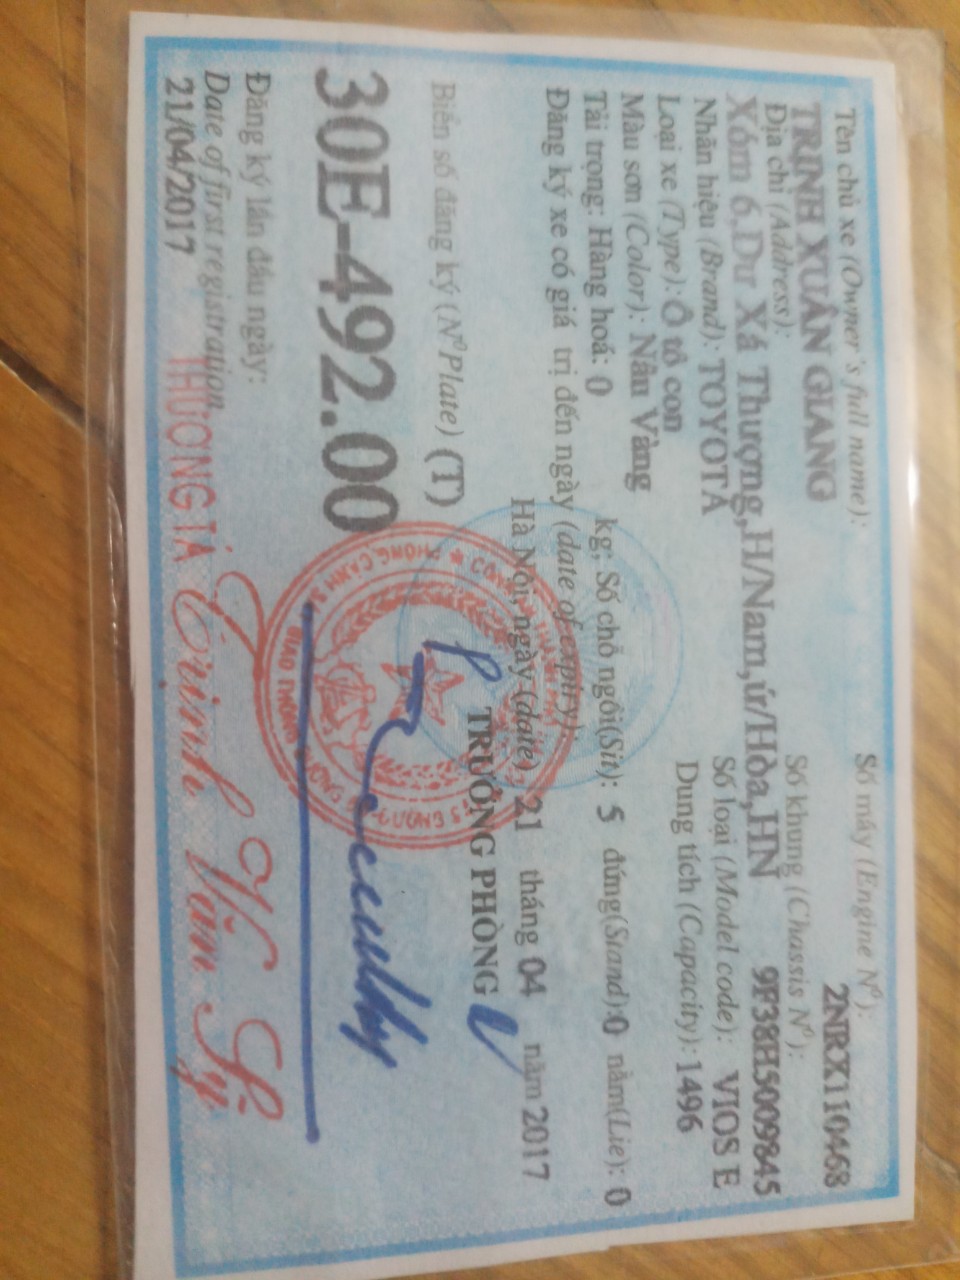 Tên chủ xe (Owner's full name):
TRỊNH XUÂN GIANG
Địa chỉ (Address):
Xóm 6,Dư Xá Thượng,H/Nam,ứ/Hòa,HN
Nhãn hiệu (Brand): TOYOTA
Loại xe (Type): Ô tô con
Màu sơn (Color): Nâu Vàng
Số máy (Engine Nº):
2NRX110468
Số khung (Chassis Nº):
9F38H5009845
Số loại (Model code): VIOS E
Dung tích (Capacity): 1496
Tải trọng: Hàng hoá: 0 kg; Số chỗ ngồi(Sit): 5 đứng(Stand):0 nằm(Lie): 0
Đăng ký xe có giá trị đến ngày (date of expiry):
Hà Nội, ngày (date) 21 tháng 04 năm 2017
TRƯỞNG PHÒNG
Biển số đăng ký (Nº Plate) (T)
30E-492.00
PHÒNG CẢNH SÁT GIAO THÔNG ĐƯỜNG
Đăng ký lần đầu ngày:
Date of first registration
21/04/2017
THƯỢNG TÁ Trịnh Văn Sỹ